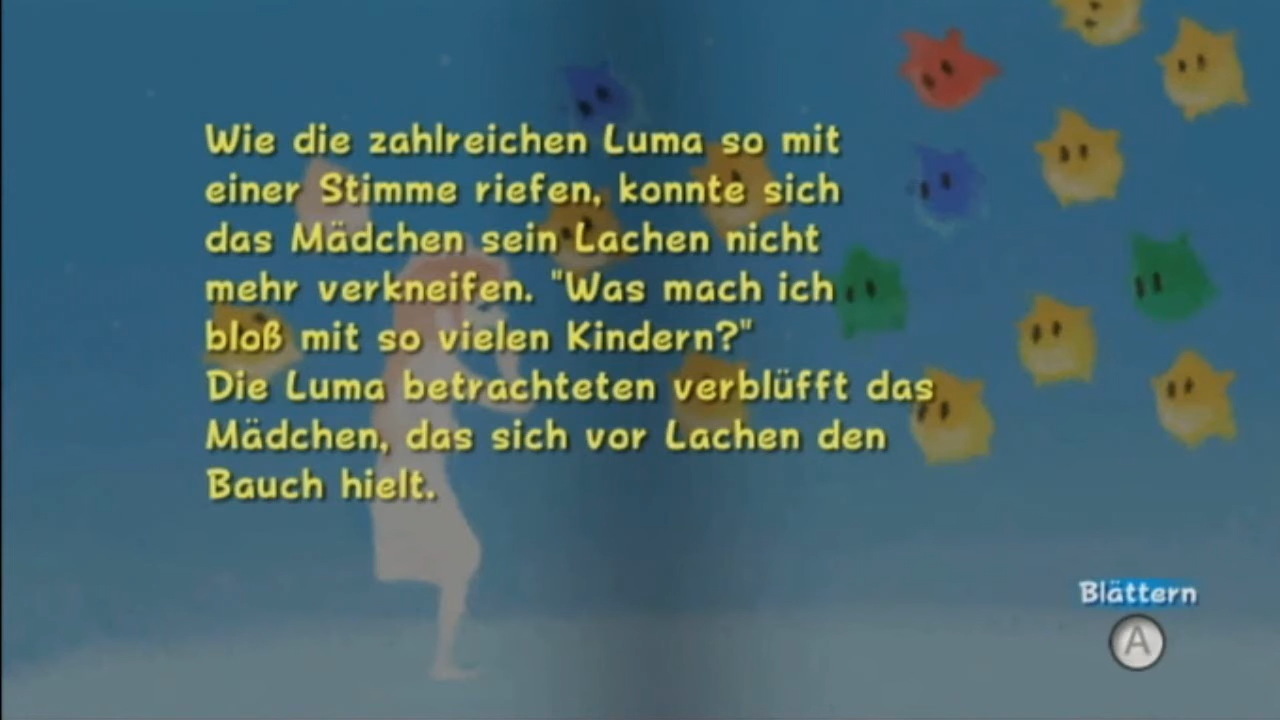 Wie die zahlreichen Luma so mit
einer Stimme riefen, konnte sich
das Mädchen sein Lachen nicht
mehr verkneifen. "Was mach ich
bloß mit so vielen Kindern?"
Die Luma betrachteten verblüfft das
Mädchen, das sich vor Lachen den
Bauch hielt.
Blättern
A